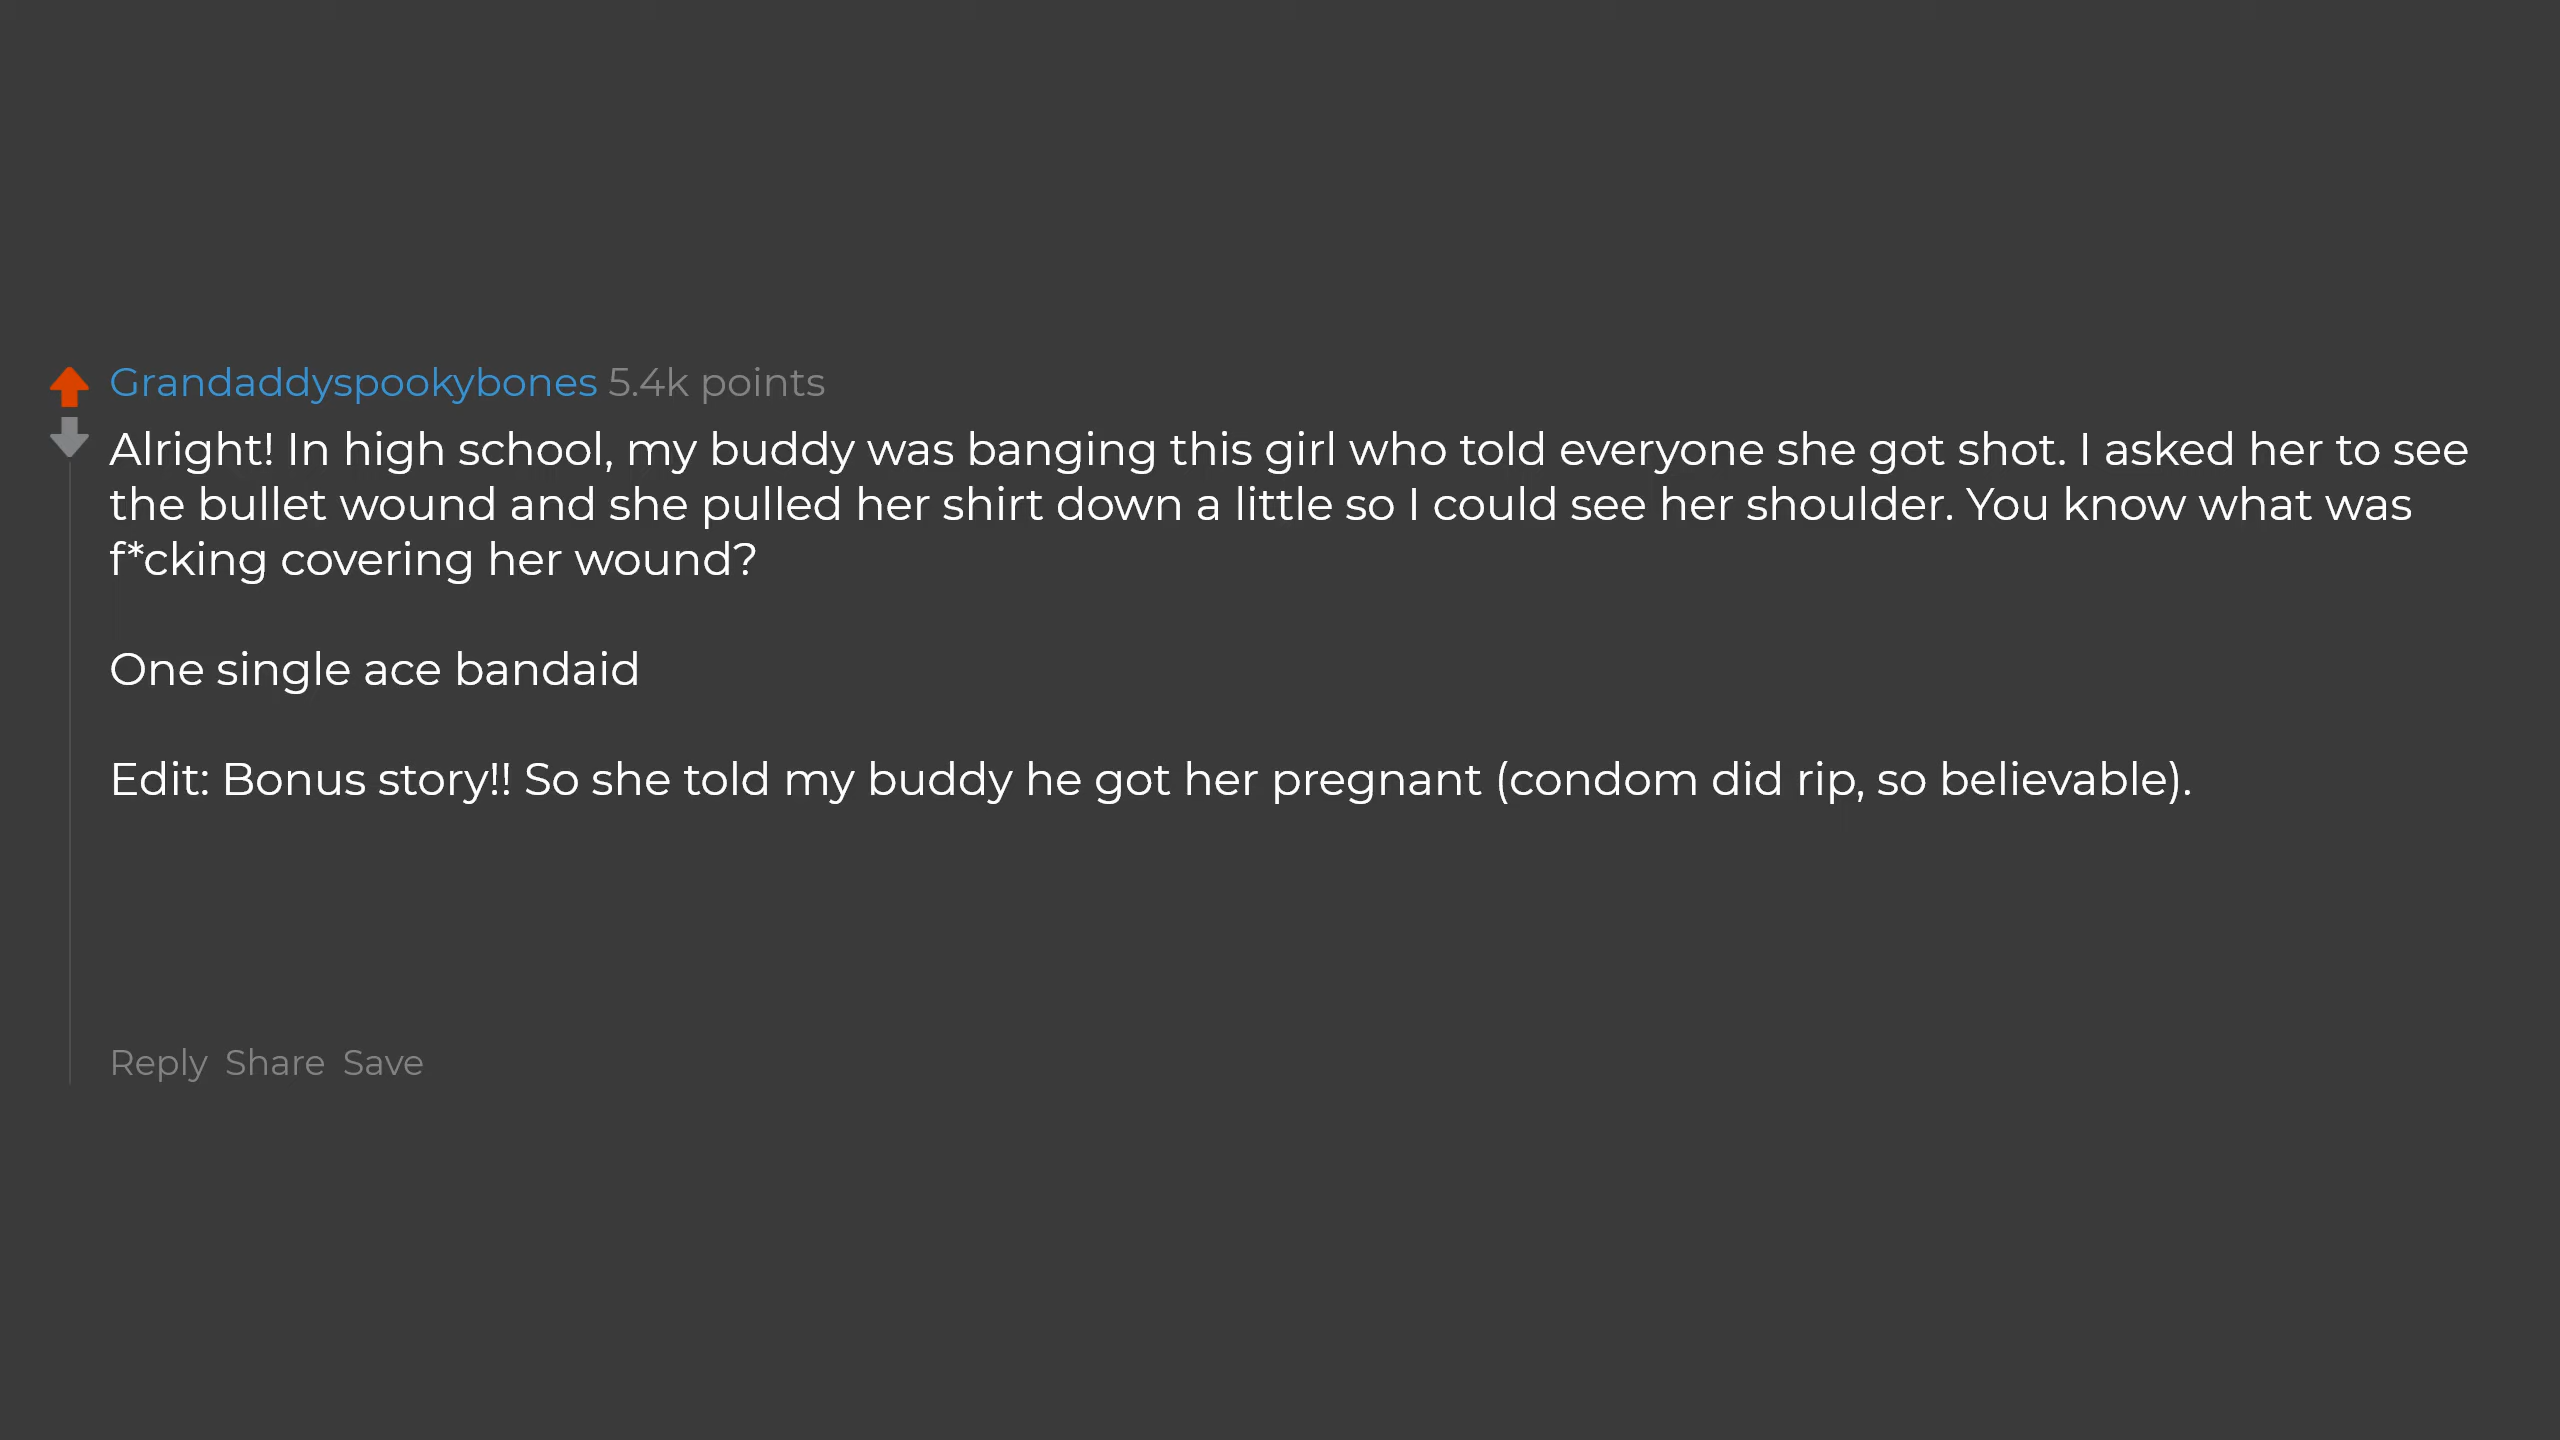 Grandaddyspookybones 5.4k points
Alright! In high school, my buddy was banging this girl who told everyone she got shot. I asked her to see
the bullet wound and she pulled her shirt down a little so I could see her shoulder. You know what was
f*cking covering her wound?
One single ace bandaid
Edit: Bonus story!! So she told my buddy he got her pregnant (condom did rip, so believable).
Reply Share Save